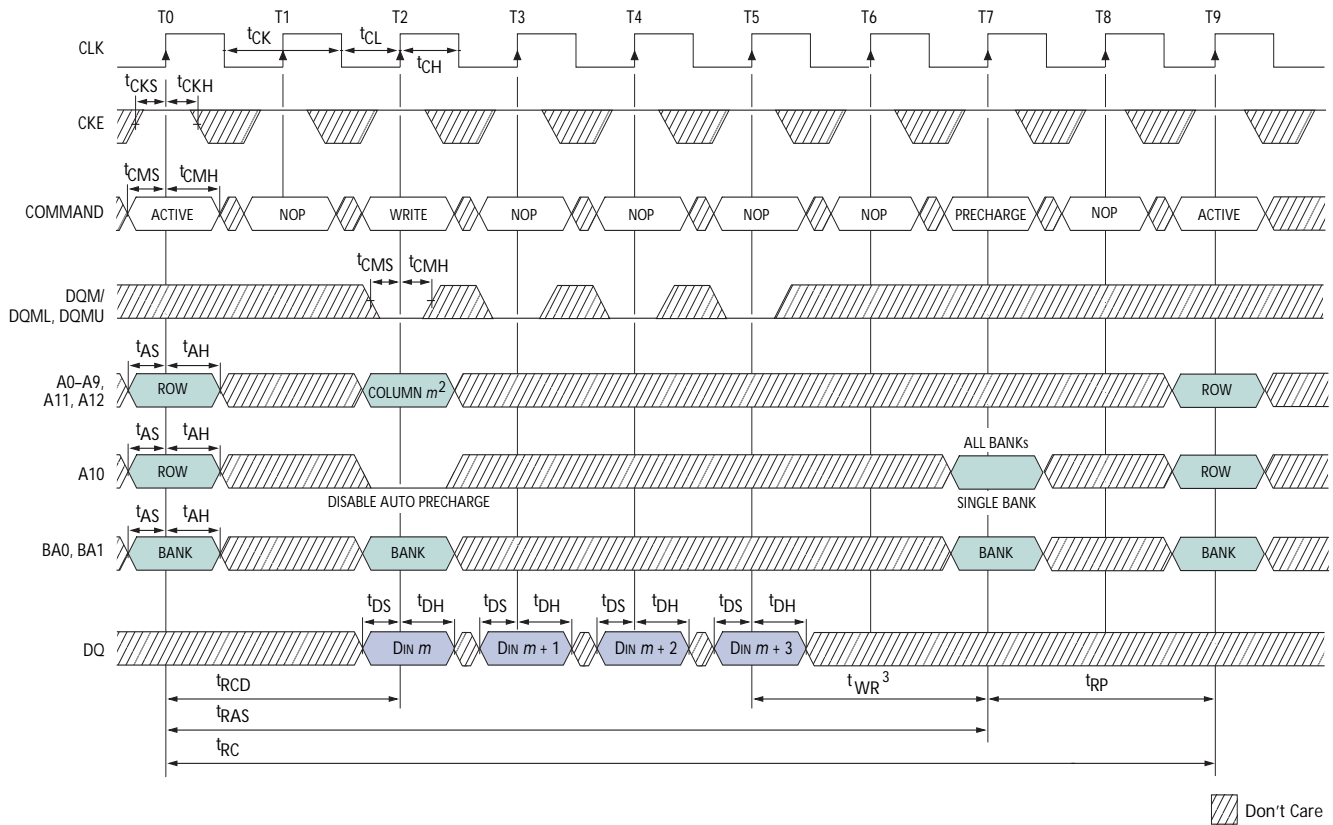 T0 T1 T2 T3 T4 T5 T6 T7 T8 T9
CLK
tCK tCL
tCH
tCKS tCKH
CKE
tCMS tCMH
COMMAND ACTIVE NOP WRITE NOP NOP NOP NOP PRECHARGE NOP ACTIVE
tCMS tCMH
DQM/
DQML, DQMU
tAS tAH
A0–A9,
A11, A12
ROW COLUMN m2 ROW
tAS tAH
ALL BANKs
A10 ROW ROW
DISABLE AUTO PRECHARGE SINGLE BANK
tAS tAH
BA0, BA1 BANK BANK BANK BANK
tDS tDH tDS tDH tDS tDH tDS tDH
DQ DIN m DIN m + 1 DIN m + 2 DIN m + 3
tRCD tWR3 tRP
tRAS
tRC
Don't Care